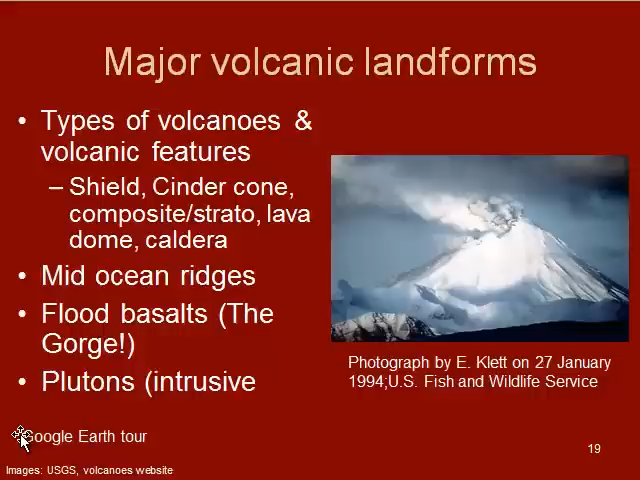 Major volcanic landforms
• Types of volcanoes &
volcanic features
– Shield, Cinder cone,
composite/strato, lava
dome, caldera
• Mid ocean ridges
• Flood basalts (The
Gorge!)
• Plutons (intrusive
Photograph by E. Klett on 27 January
1994;U.S. Fish and Wildlife Service
Google Earth tour
19
Images: USGS, volcanoes website